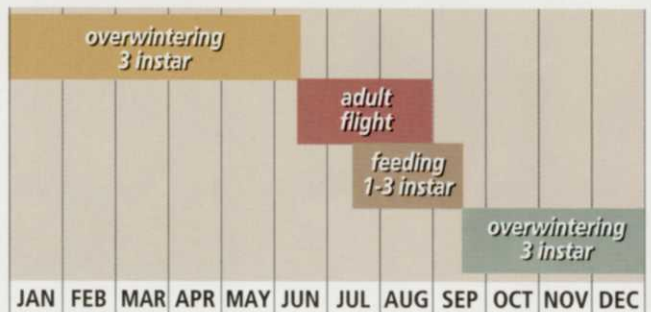 overwintering
3 instar
adult
flight
feeding
1-3 instar
overwintering
3 instar
JAN FEB MAR APR MAY JUN JUL AUG SEP OCT NOV DEC